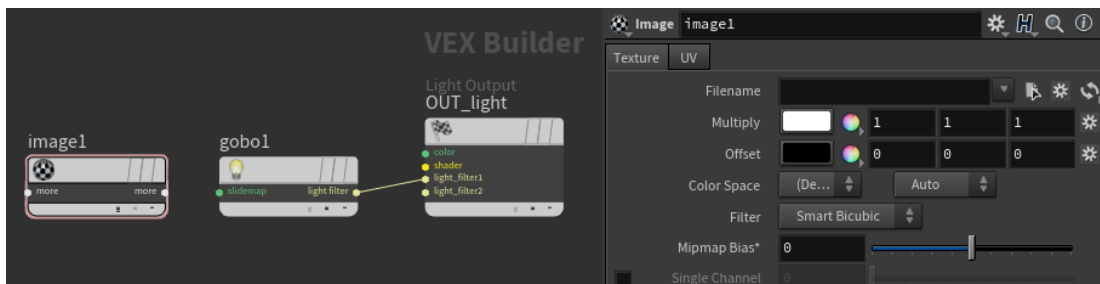 VEX Builder
Light Output
OUT_light
color
shader
light_filter1
light_filter2
image1
more more
gobo1
slidemap light filter
Image image1
Texture UV
Filename
Multiply 1 1 1
Offset 0 0 0
Color Space (De... Auto
Filter Smart Bicubic
Mipmap Bias* 0
Single Channel 0